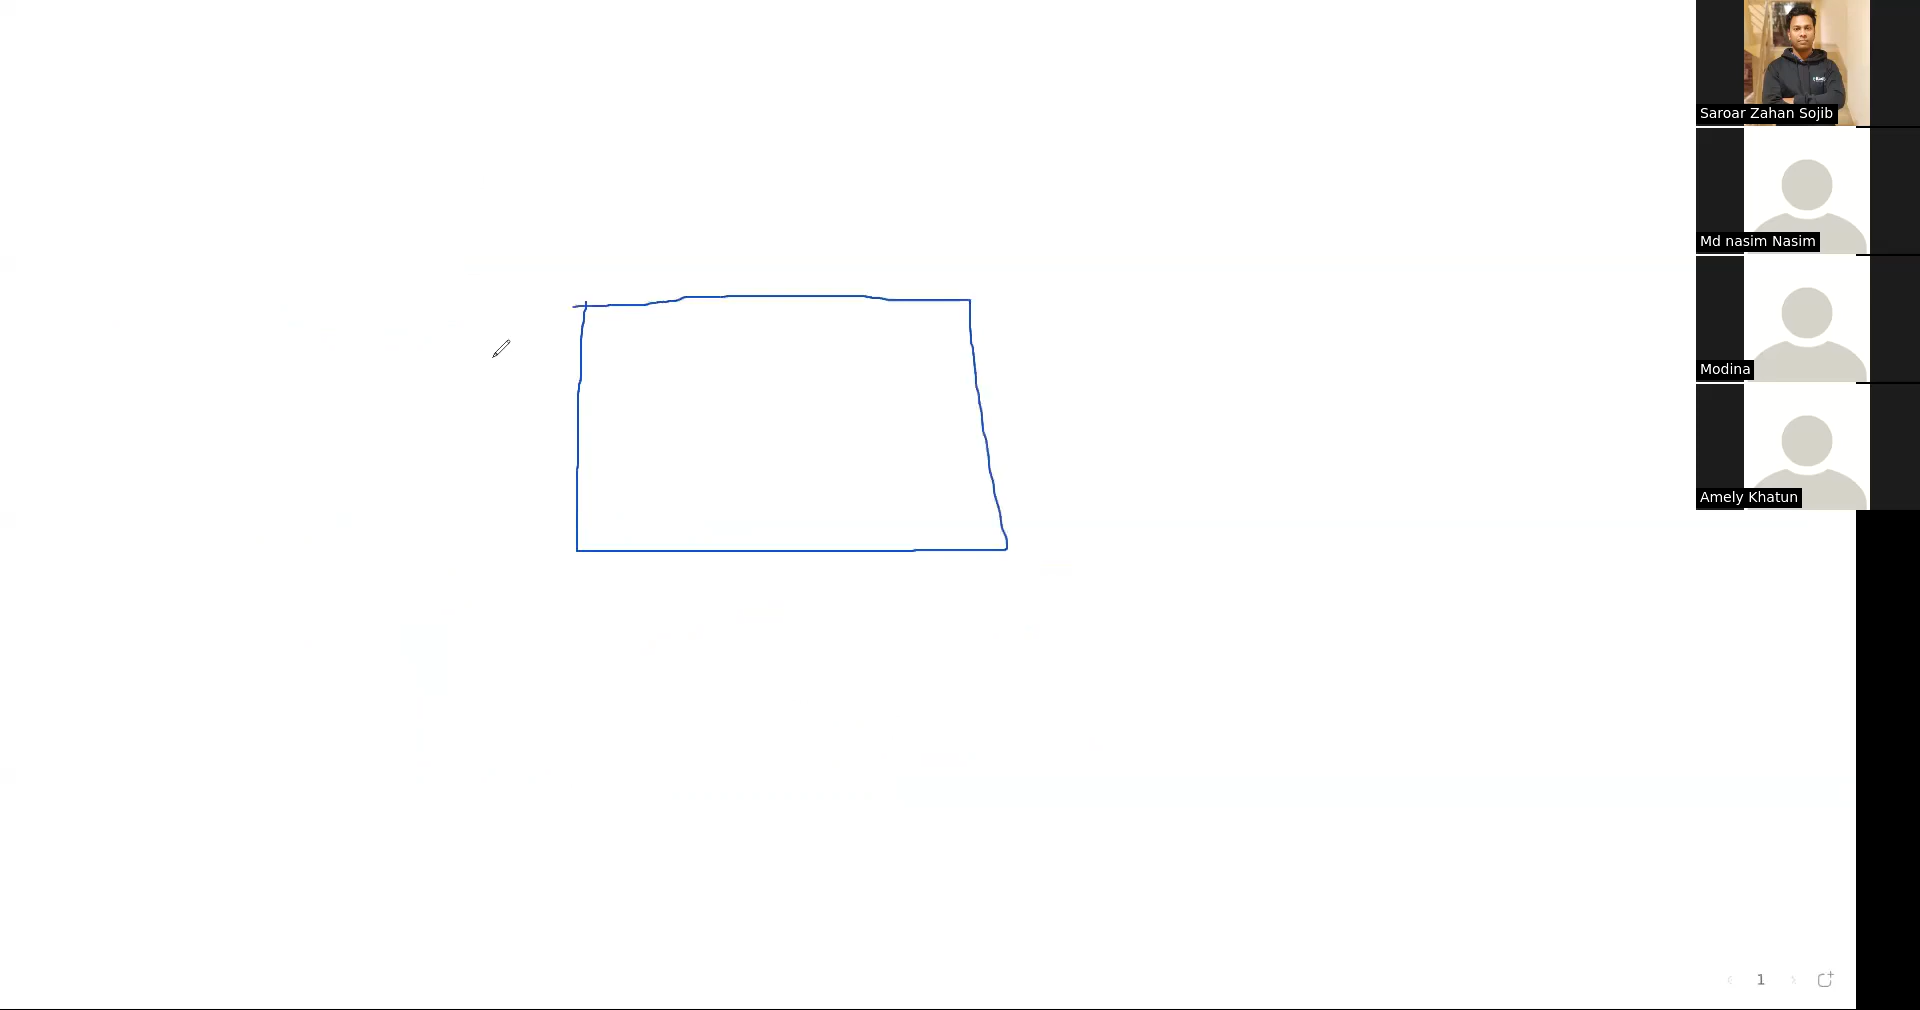 Saroar Zahan Sojib
Md nasim Nasim
Modina
Amely Khatun
1